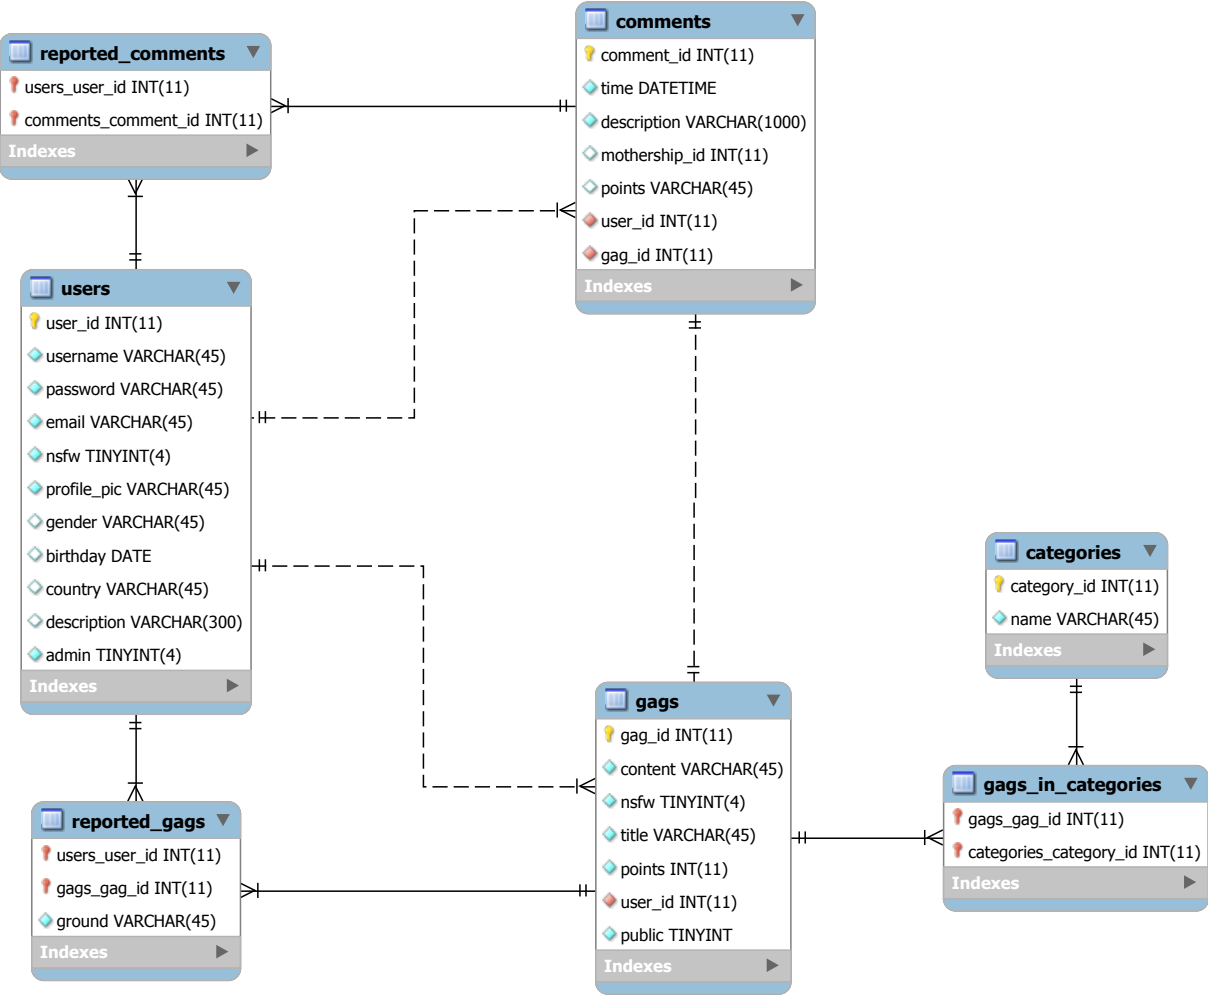 reported_comments
users_user_id INT(11)
comments_comment_id INT(11)
Indexes
comments
comment_id INT(11)
time DATETIME
description VARCHAR(1000)
mothership_id INT(11)
points VARCHAR(45)
user_id INT(11)
gag_id INT(11)
Indexes
users
user_id INT(11)
username VARCHAR(45)
password VARCHAR(45)
email VARCHAR(45)
nsfw TINYINT(4)
profile_pic VARCHAR(45)
gender VARCHAR(45)
birthday DATE
country VARCHAR(45)
description VARCHAR(300)
admin TINYINT(4)
Indexes
categories
category_id INT(11)
name VARCHAR(45)
Indexes
gags
gag_id INT(11)
content VARCHAR(45)
nsfw TINYINT(4)
title VARCHAR(45)
points INT(11)
user_id INT(11)
public TINYINT
Indexes
gags_in_categories
gags_gag_id INT(11)
categories_category_id INT(11)
Indexes
reported_gags
users_user_id INT(11)
gags_gag_id INT(11)
ground VARCHAR(45)
Indexes